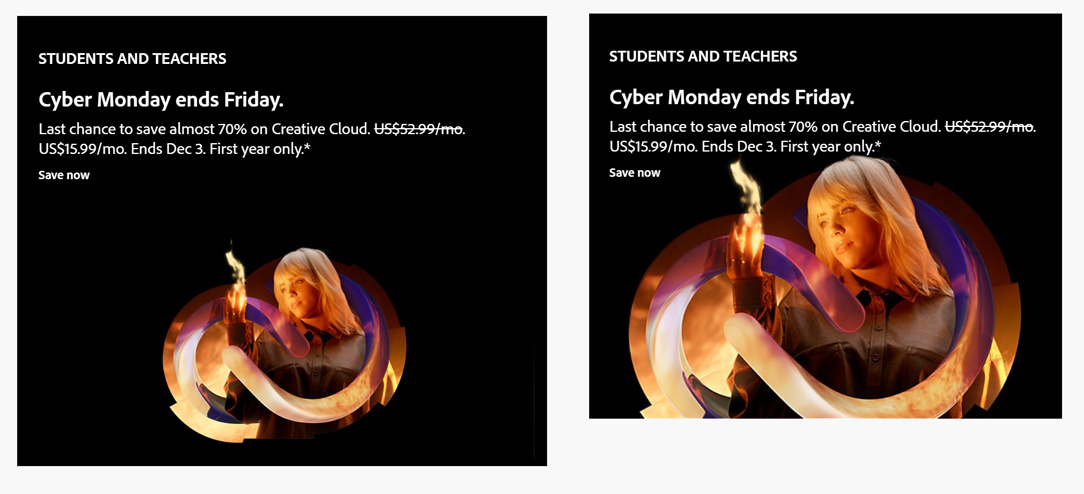 STUDENTS AND TEACHERS
Cyber Monday ends Friday.
Last chance to save almost 70% on Creative Cloud. US$52.99/mo.
US$15.99/mo. Ends Dec 3. First year only.*
Save now
STUDENTS AND TEACHERS
Cyber Monday ends Friday.
Last chance to save almost 70% on Creative Cloud. US$52.99/mo.
US$15.99/mo. Ends Dec 3. First year only.*
Save now